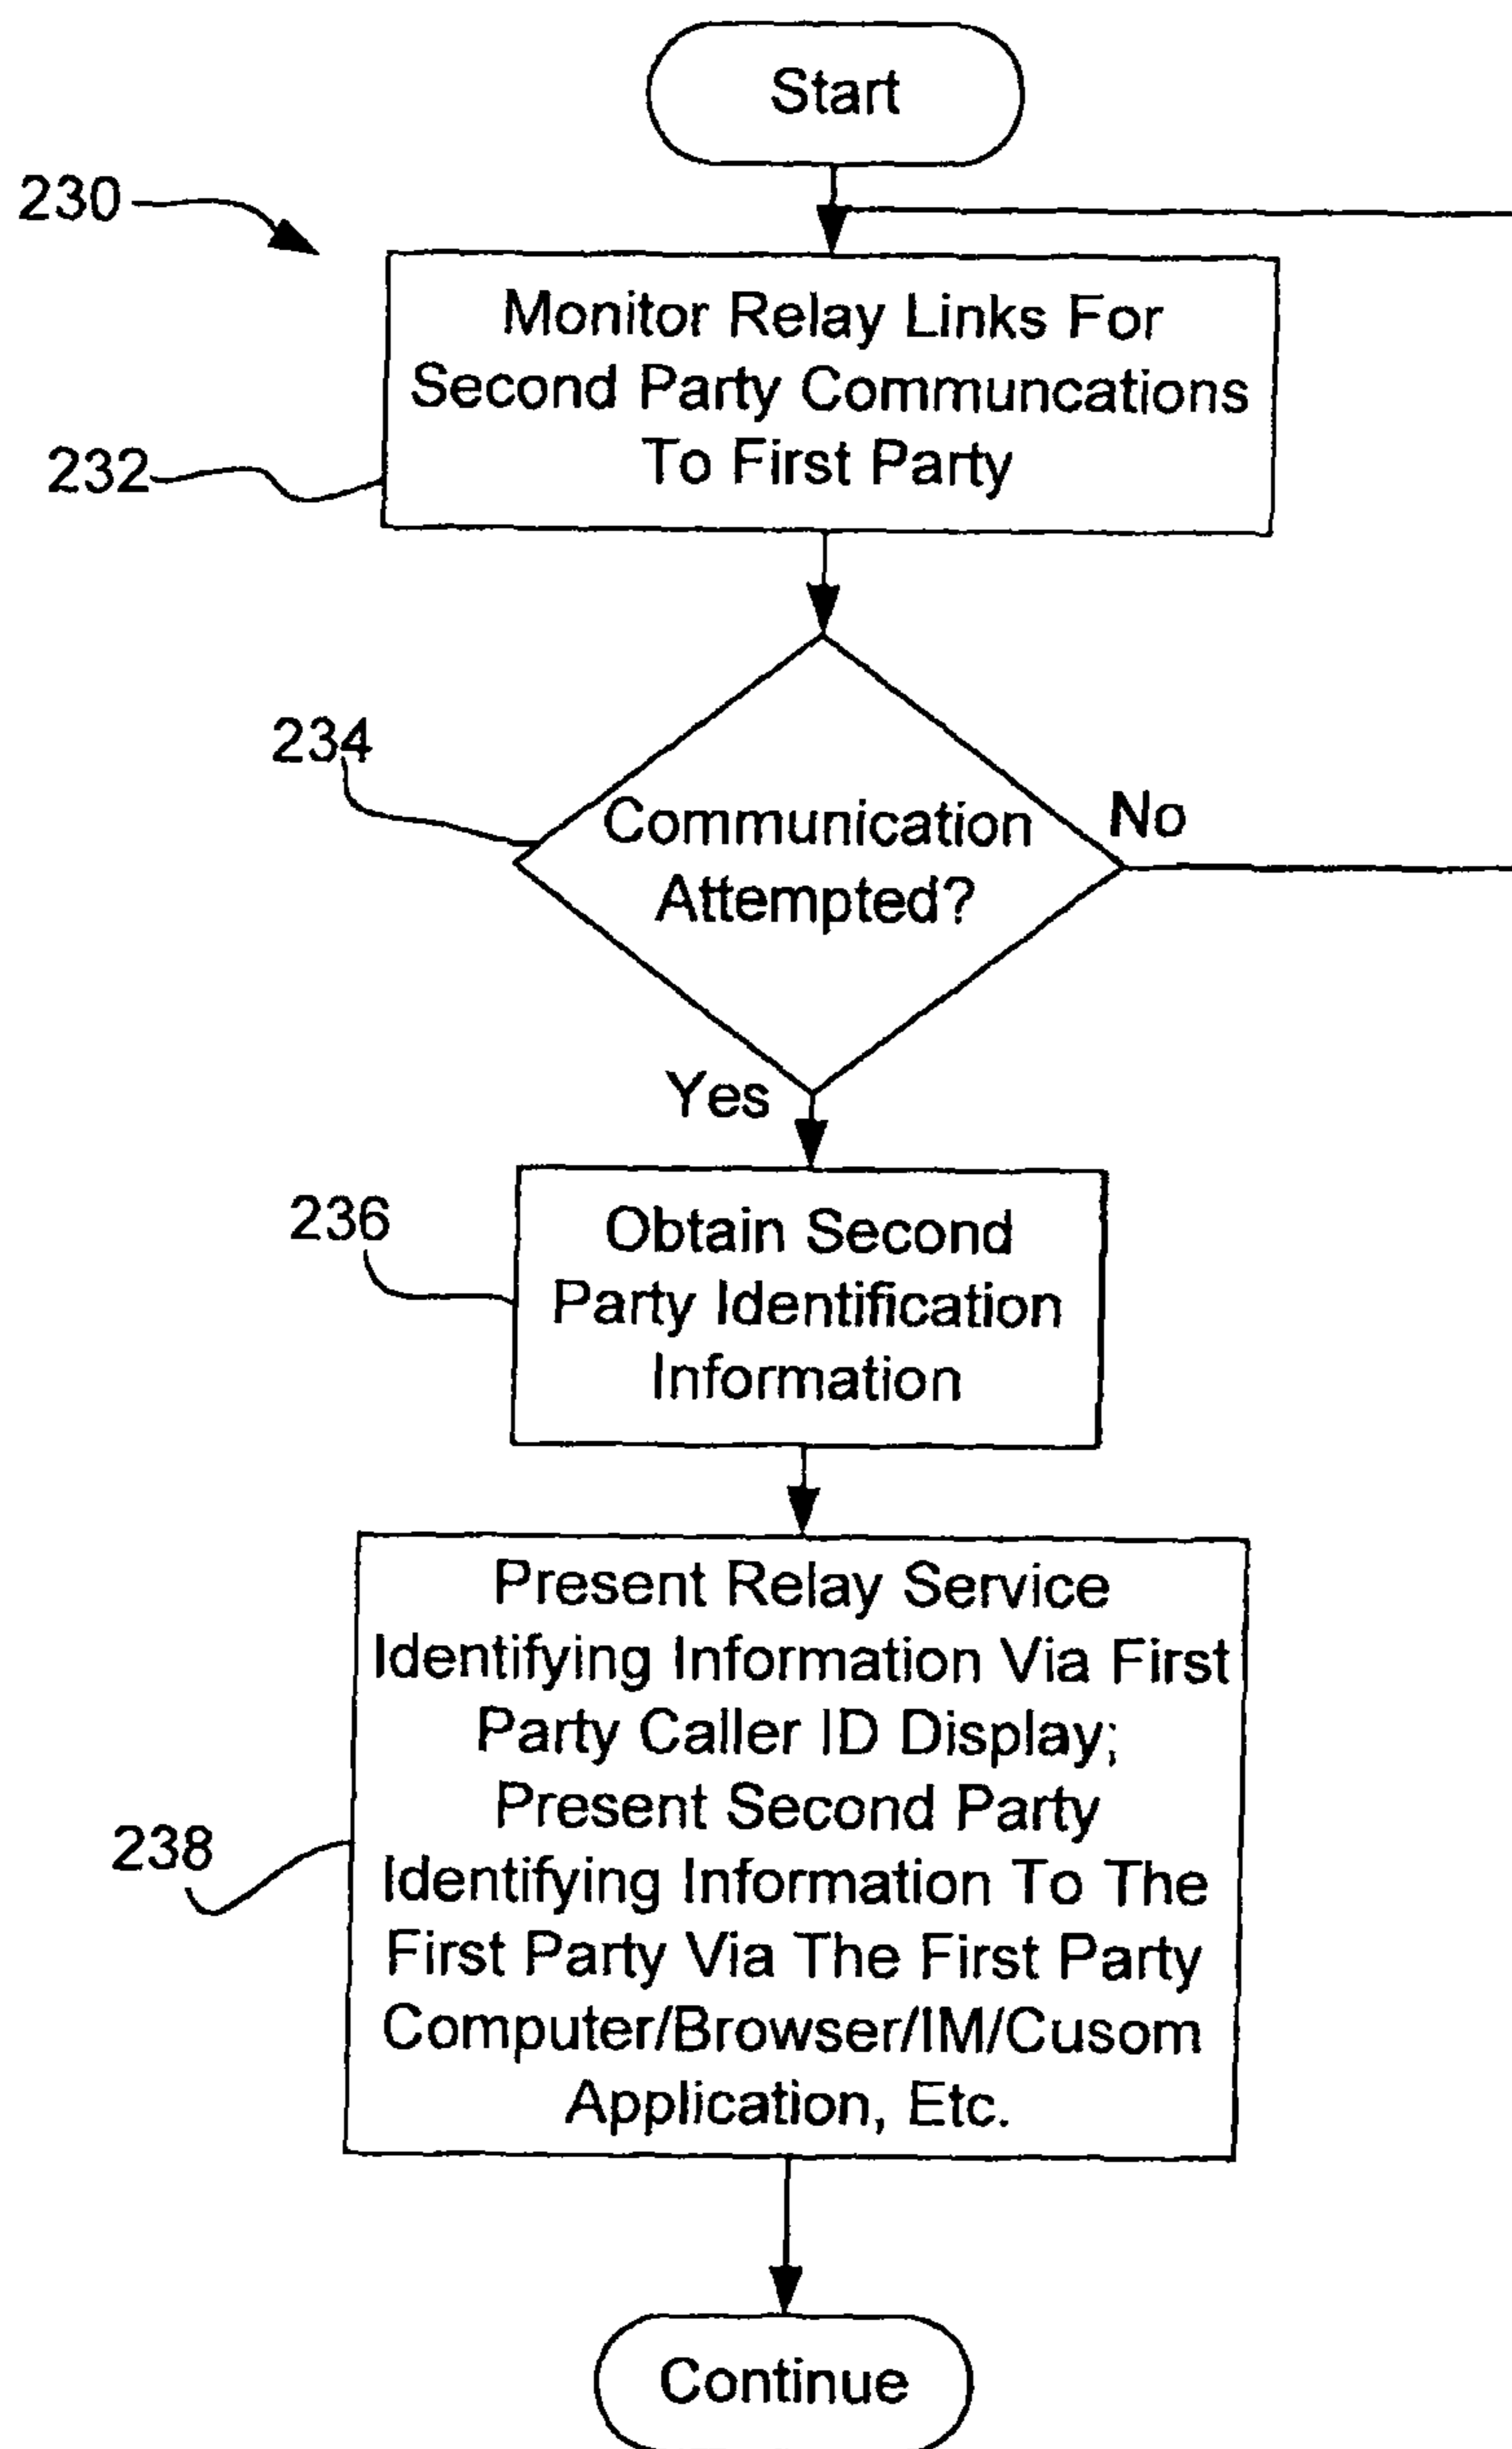 Start
230
Monitor Relay Links For
Second Party Communcations
To First Party
232
234
Communication
Attempted?
No
Yes
236
Obtain Second
Party Identification
Information
Present Relay Service
Identifying Information Via First
Party Caller ID Display;
Present Second Party
Identifying Information To The
First Party Via The First Party
Computer/Browser/IM/Cusom
Application, Etc.
238
Continue